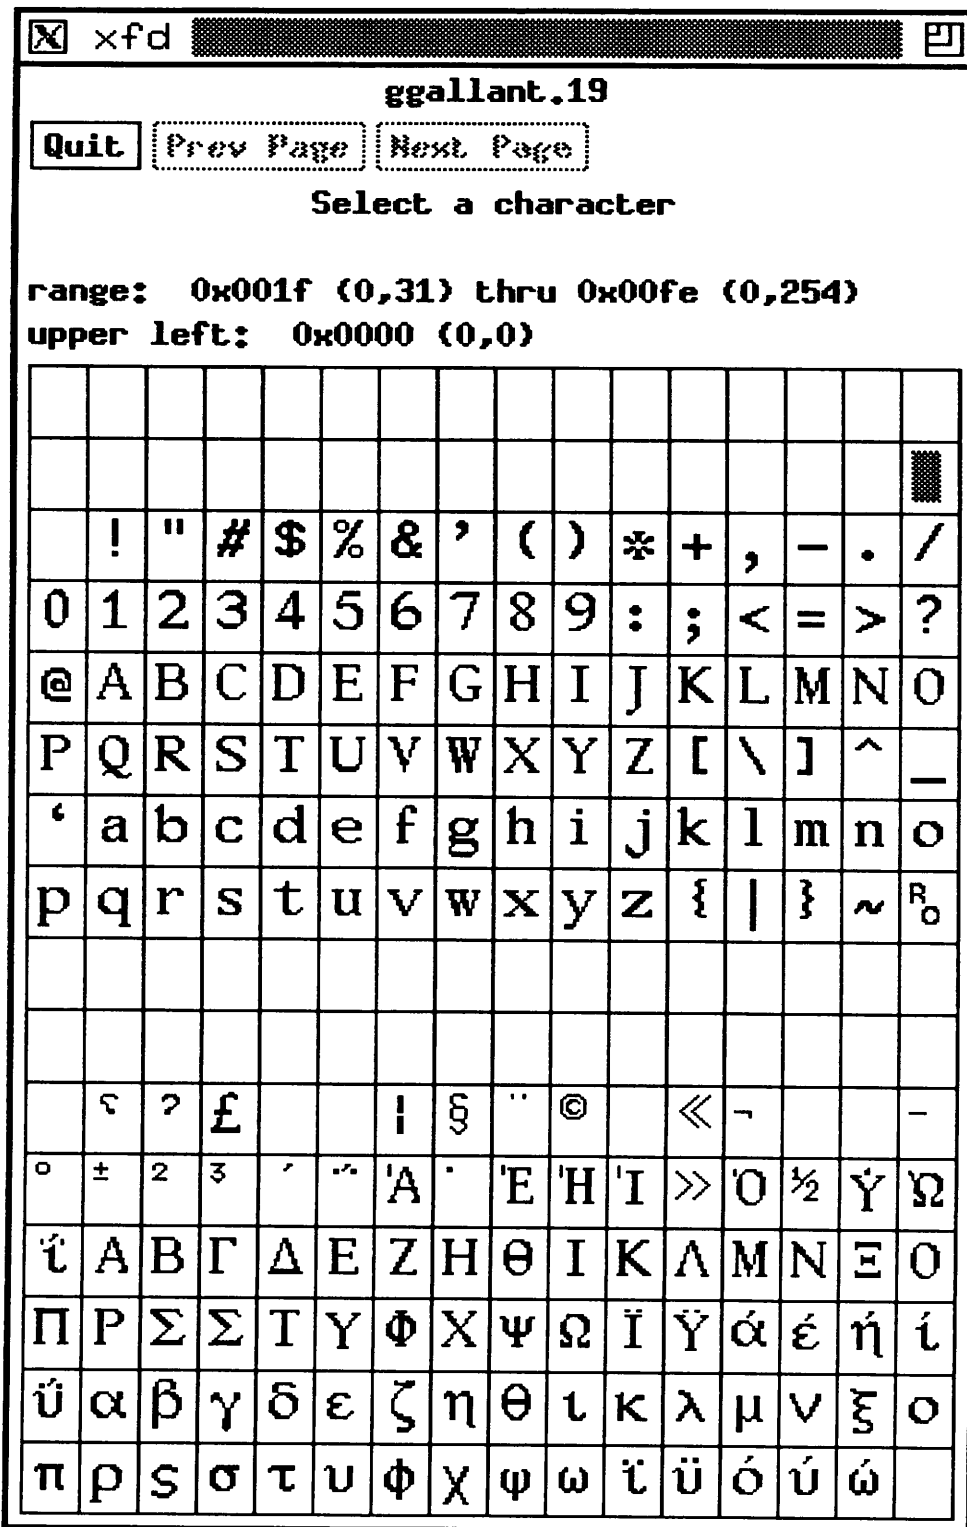 xfd
ggallant.19
Quit Prev Page Next Page
Select a character
range: 0x001f (0,31) thru 0x00fe (0,254)
upper left: 0x0000 (0,0)
! " # $ % & ’ ( ) * + , - . /
0 1 2 3 4 5 6 7 8 9 : ; < = > ?
@ A B C D E F G H I J K L M N O
P Q R S T U V W X Y Z [ \ ] ^ _
‘ a b c d e f g h i j k l m n o
p q r s t u v w x y z { | } ~ Ro
ʕ ʔ £ ¦ § ¨ © « ¬ -
° ± ² ³ ΄ ΅ Ά · Έ Ή Ί » Ό ½ Ύ Ώ
ΐ Α Β Γ Δ Ε Ζ Η Θ Ι Κ Λ Μ Ν Ξ Ο
Π Ρ Σ Σ Τ Υ Φ Χ Ψ Ω Ϊ Ϋ ά έ ή ί
ΰ α β γ δ ε ζ η θ ι κ λ μ ν ξ ο
π ρ ς σ τ υ φ χ ψ ω ϊ ϋ ό ύ ώ